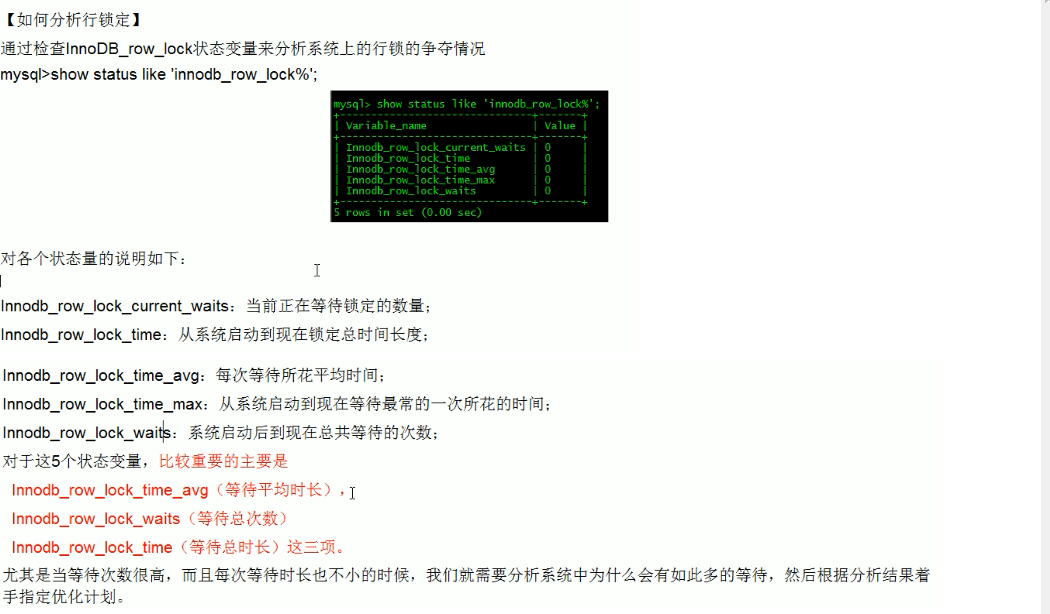 【如何分析行锁定】
通过检查InnoDB_row_lock状态变量来分析系统上的行锁的争夺情况
mysql>show status like 'innodb_row_lock%';
mysql> show status like 'innodb_row_lock%';
+-------------------------------+-------+
| Variable_name | Value |
+-------------------------------+-------+
| Innodb_row_lock_current_waits | 0 |
| Innodb_row_lock_time | 0 |
| Innodb_row_lock_time_avg | 0 |
| Innodb_row_lock_time_max | 0 |
| Innodb_row_lock_waits | 0 |
+-------------------------------+-------+
5 rows in set (0.00 sec)
对各个状态量的说明如下：
Innodb_row_lock_current_waits：当前正在等待锁定的数量；
Innodb_row_lock_time：从系统启动到现在锁定总时间长度；
Innodb_row_lock_time_avg：每次等待所花平均时间；
Innodb_row_lock_time_max：从系统启动到现在等待最常的一次所花的时间；
Innodb_row_lock_waits：系统启动后到现在总共等待的次数；
对于这5个状态变量，比较重要的主要是
Innodb_row_lock_time_avg（等待平均时长），
Innodb_row_lock_waits（等待总次数）
Innodb_row_lock_time（等待总时长）这三项。
尤其是当等待次数很高，而且每次等待时长也不小的时候，我们就需要分析系统中为什么会有如此多的等待，然后根据分析结果着
手指定优化计划。